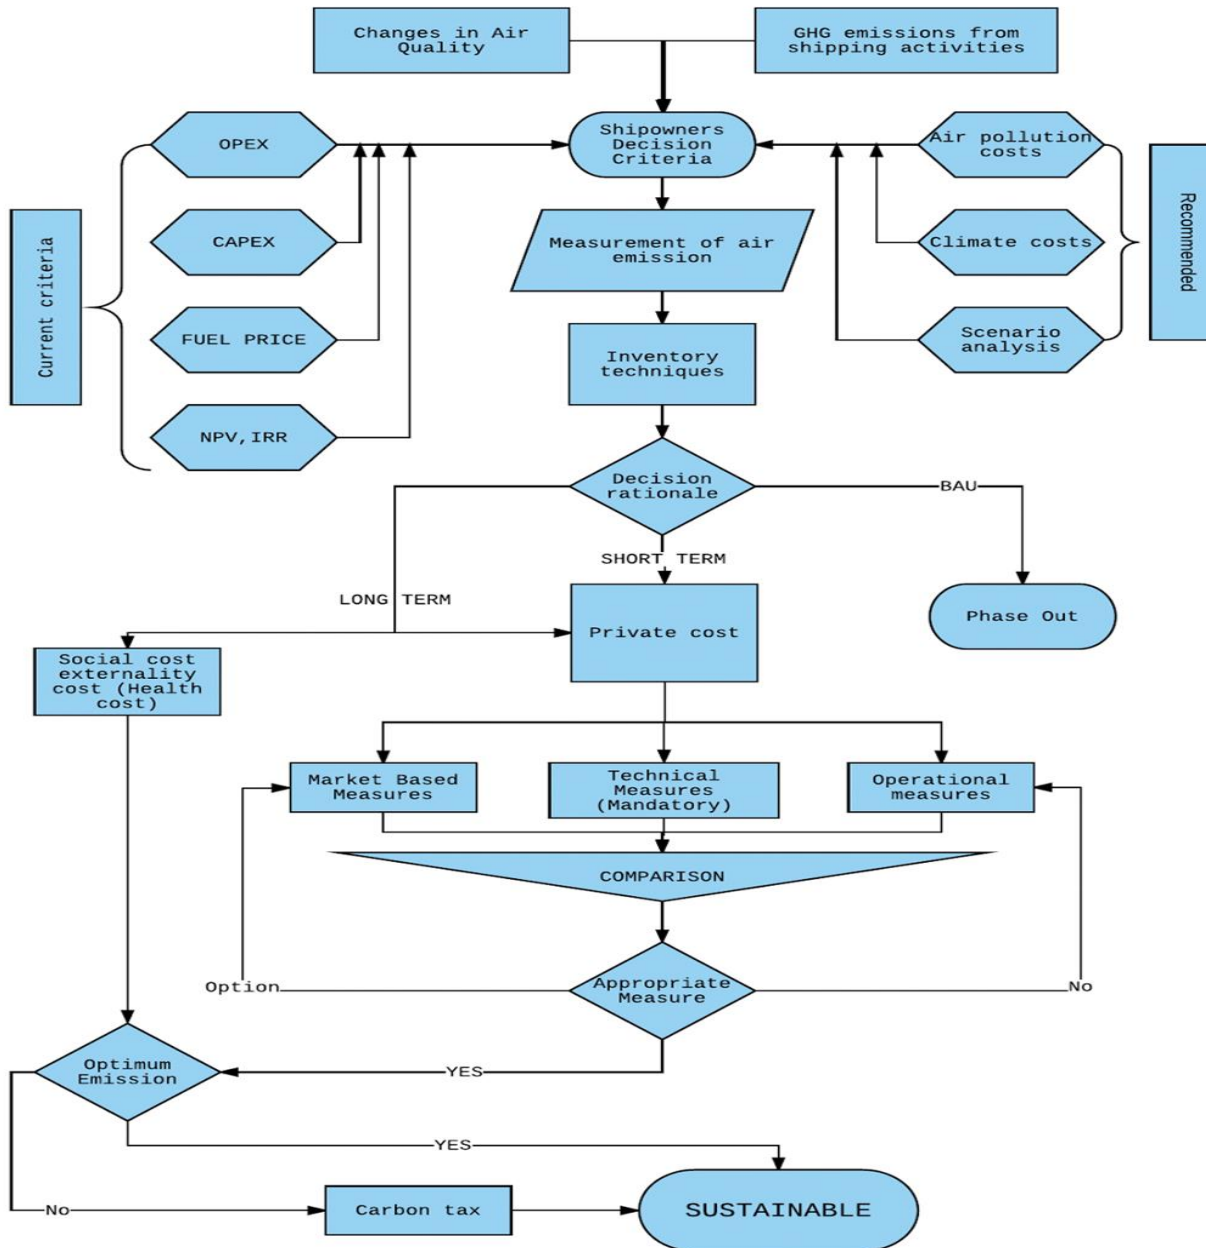 Changes in Air
Quality
GHG emissions from
shipping activities
OPEX
Shipowners
Decision
Criteria
Air pollution
costs
Current criteria
CAPEX
Measurement of air
emission
Climate costs
Recommended
FUEL PRICE
Inventory
techniques
Scenario
analysis
NPV,IRR
Decision
rationale
BAU
SHORT TERM
LONG TERM
Private cost
Phase Out
Social cost
externality
cost (Health
cost)
Market Based
Measures
Technical
Measures
(Mandatory)
Operational
measures
COMPARISON
Option
Appropriate
Measure
No
Optimum
Emission
YES
YES
No
Carbon tax
SUSTAINABLE